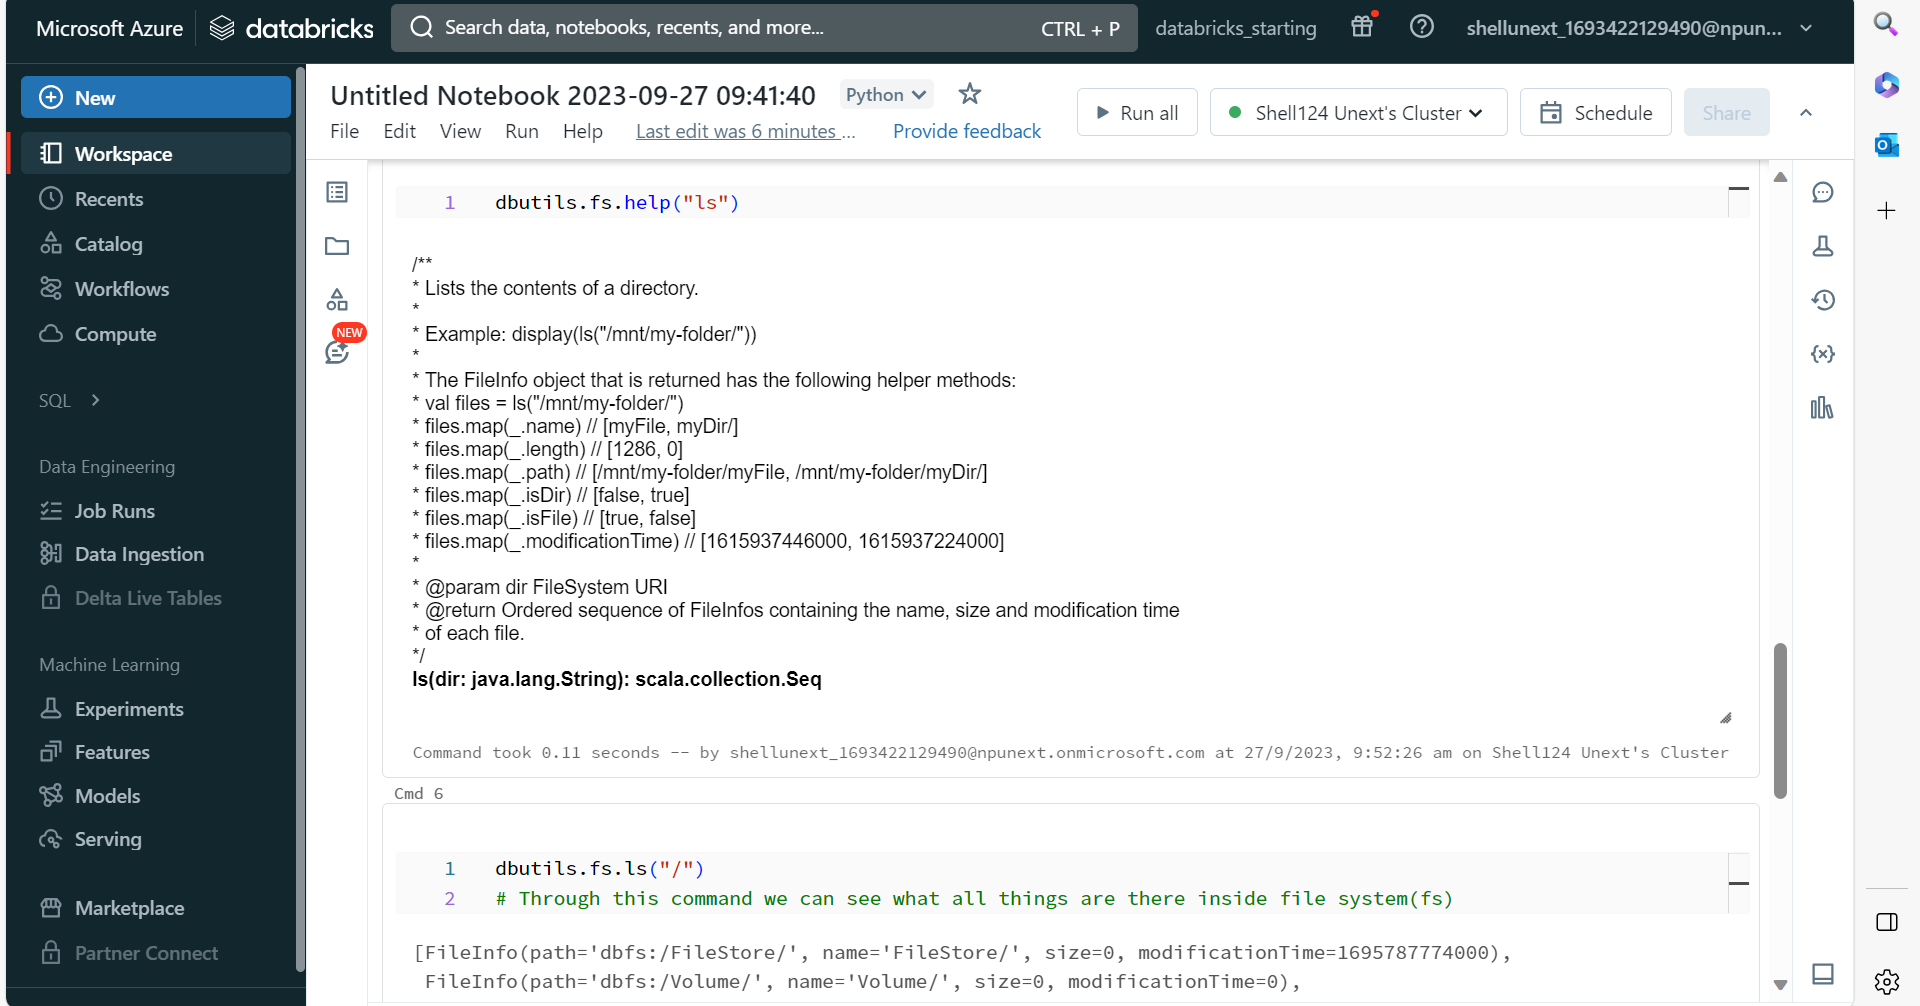 Microsoft Azure databricks
Search data, notebooks, recents, and more... CTRL + P
databricks_starting
shellunext_1693422129490@npun...
New
Workspace
Recents
Catalog
Workflows
Compute
SQL
Data Engineering
Job Runs
Data Ingestion
Delta Live Tables
Machine Learning
Experiments
Features
Models
Serving
Marketplace
Partner Connect
Untitled Notebook 2023-09-27 09:41:40 Python
File Edit View Run Help Last edit was 6 minutes ... Provide feedback
Run all Shell124 Unext's Cluster Schedule Share
NEW
1 dbutils.fs.help("ls")
/**
* Lists the contents of a directory.
*
* Example: display(ls("/mnt/my-folder/"))
*
* The FileInfo object that is returned has the following helper methods:
* val files = ls("/mnt/my-folder/")
* files.map(_.name) // [myFile, myDir/]
* files.map(_.length) // [1286, 0]
* files.map(_.path) // [/mnt/my-folder/myFile, /mnt/my-folder/myDir/]
* files.map(_.isDir) // [false, true]
* files.map(_.isFile) // [true, false]
* files.map(_.modificationTime) // [1615937446000, 1615937224000]
*
* @param dir FileSystem URI
* @return Ordered sequence of FileInfos containing the name, size and modification time
* of each file.
*/
ls(dir: java.lang.String): scala.collection.Seq
Command took 0.11 seconds -- by shellunext_1693422129490@npunext.onmicrosoft.com at 27/9/2023, 9:52:26 am on Shell124 Unext's Cluster
Cmd 6
1 dbutils.fs.ls("/")
2 # Through this command we can see what all things are there inside file system(fs)
[FileInfo(path='dbfs:/FileStore/', name='FileStore/', size=0, modificationTime=1695787774000),
FileInfo(path='dbfs:/Volume/', name='Volume/', size=0, modificationTime=0),